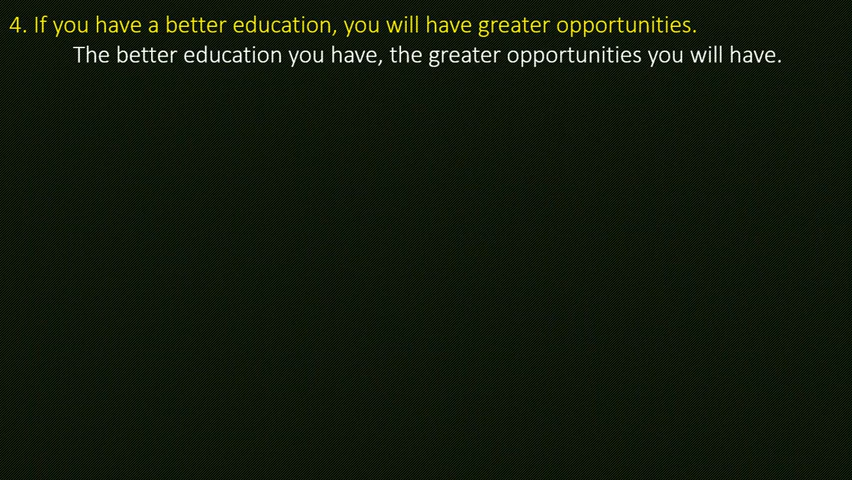 4. If you have a better education, you will have greater opportunities.
The better education you have, the greater opportunities you will have.